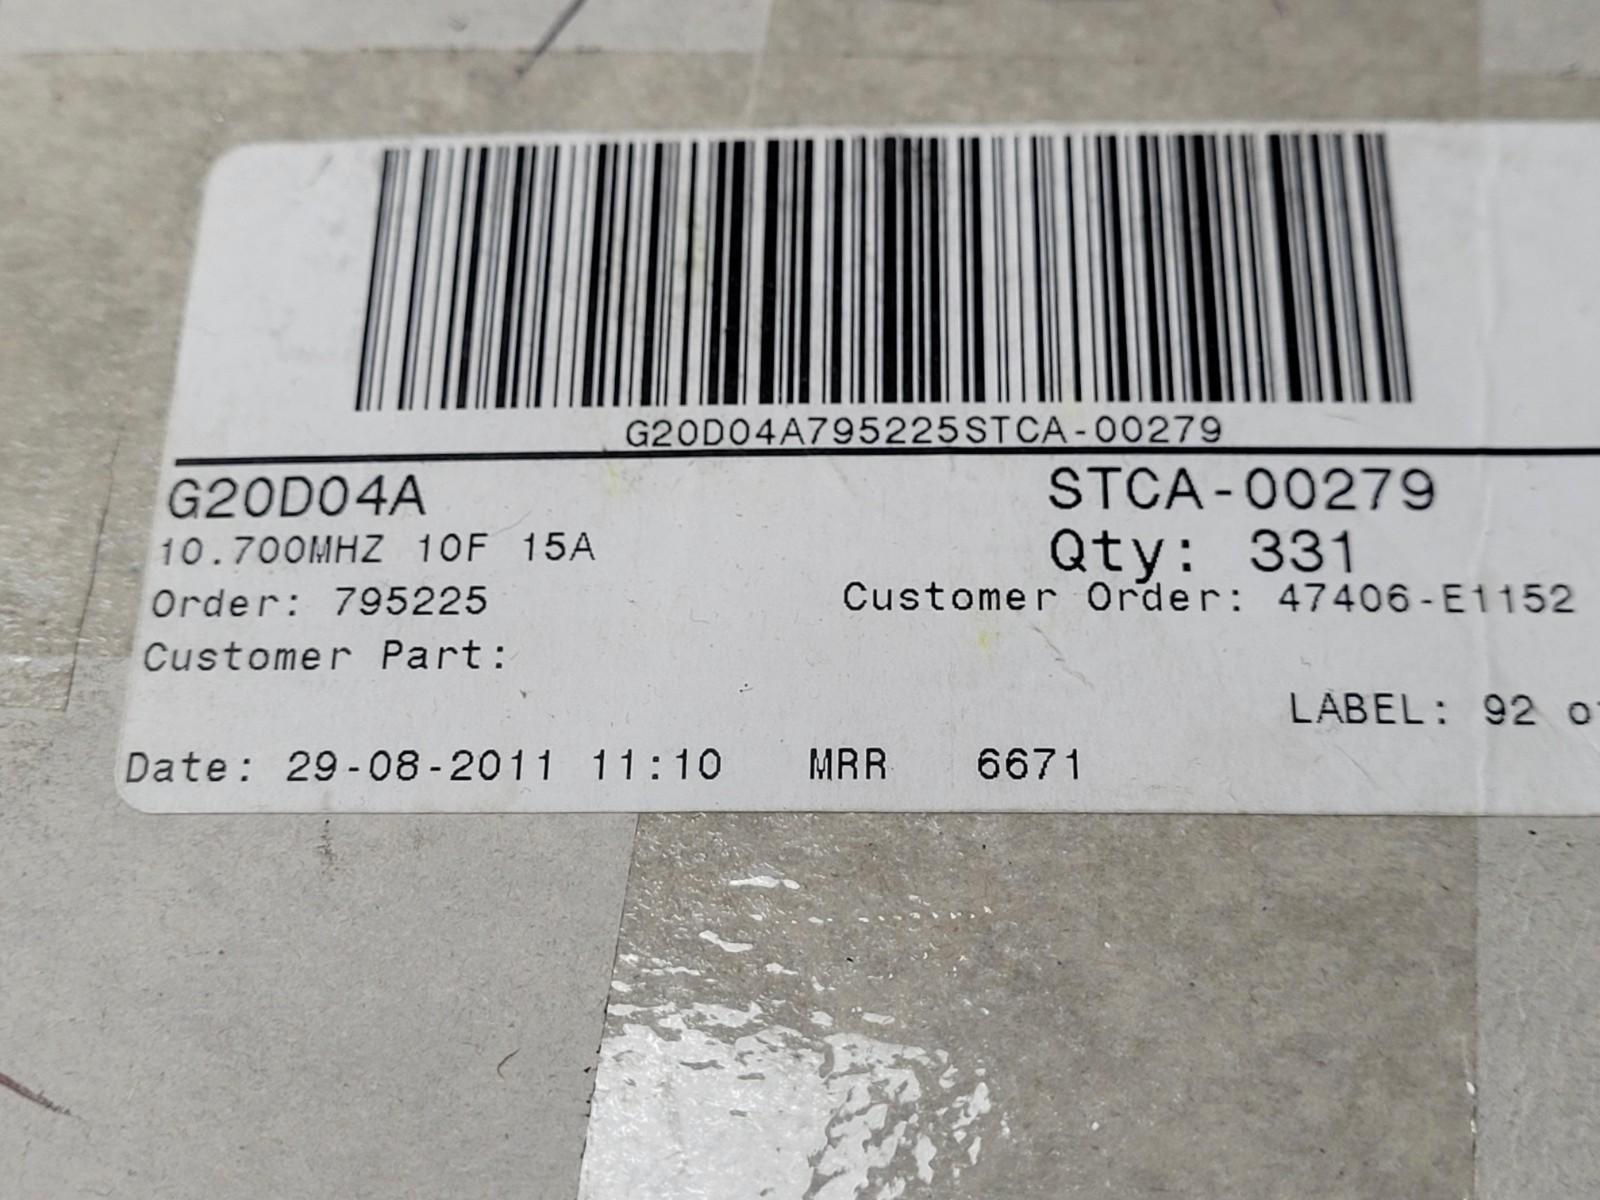 G20D04A795225STCA-00279
G20D04A STCA-00279
10.700MHZ 10F 15A Qty: 331
Order: 795225 Customer Order: 47406-E1152
Customer Part:
LABEL: 92
Date: 29-08-2011 11:10 MRR 6671